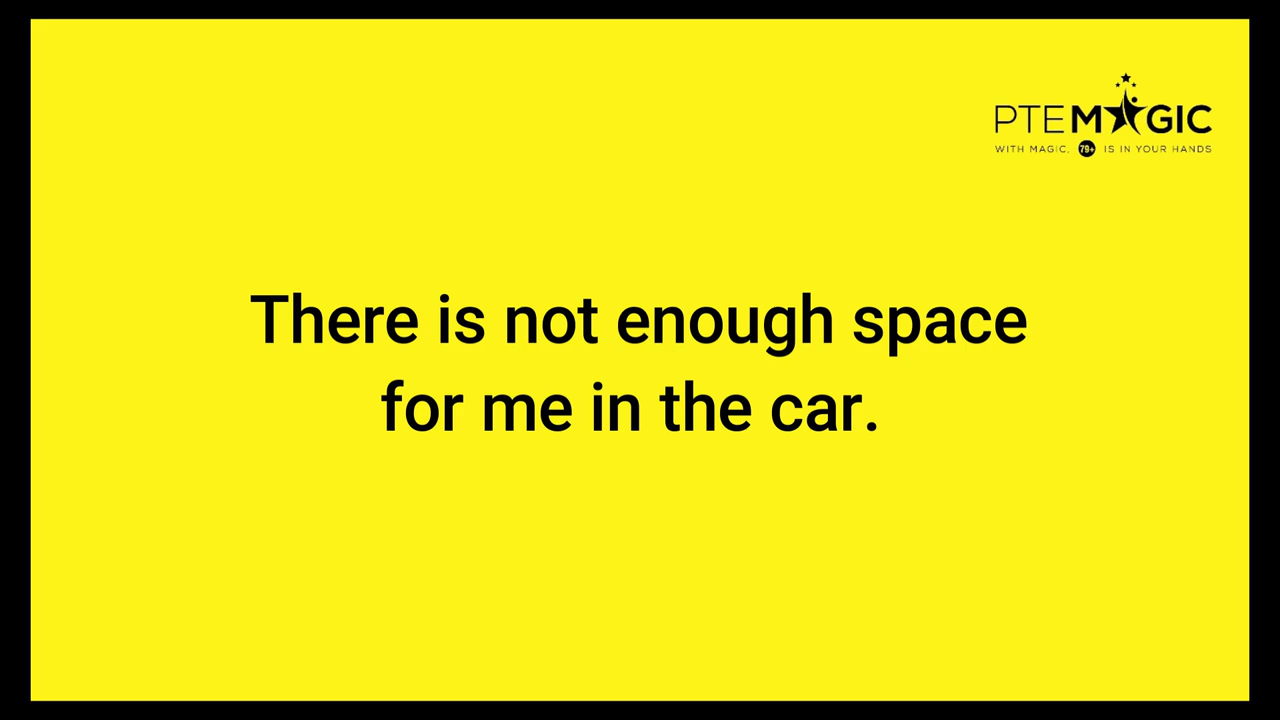 PTEMAGIC
WITH MAGIC, 79+ IS IN YOUR HANDS
There is not enough space
for me in the car.